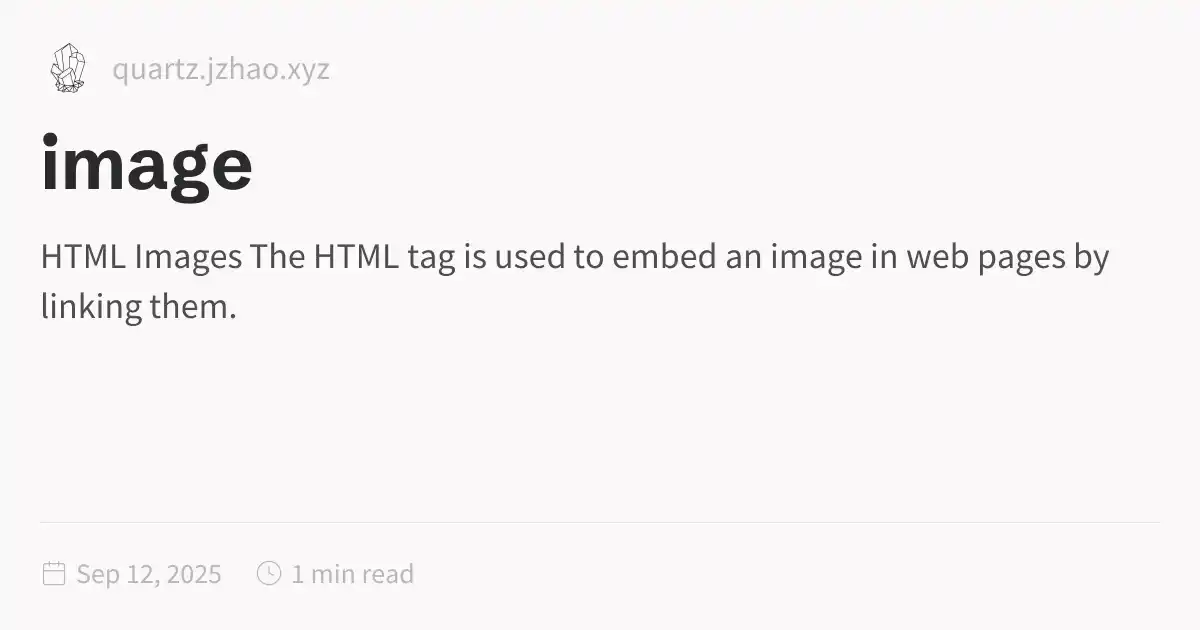 quartz.jzhao.xyz
image
HTML Images The HTML tag is used to embed an image in web pages by
linking them.
Sep 12, 2025
1 min read